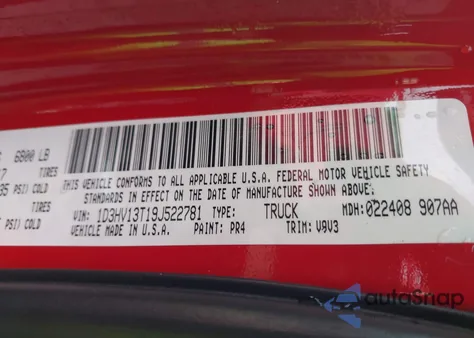 6800 LB
TIRES
35 PSI) COLD
TIRES
PSI) COLD
THIS VEHICLE CONFORMS TO ALL APPLICABLE U.S.A. FEDERAL MOTOR VEHICLE SAFETY
STANDARDS IN EFFECT ON THE DATE OF MANUFACTURE SHOWN ABOVE.
VIN: 1D3HV13T19J522781 TYPE: TRUCK MDH: 022408 907AA
VEHICLE MADE IN U.S.A. PAINT: PR4 TRIM: V9V3
autoSnap